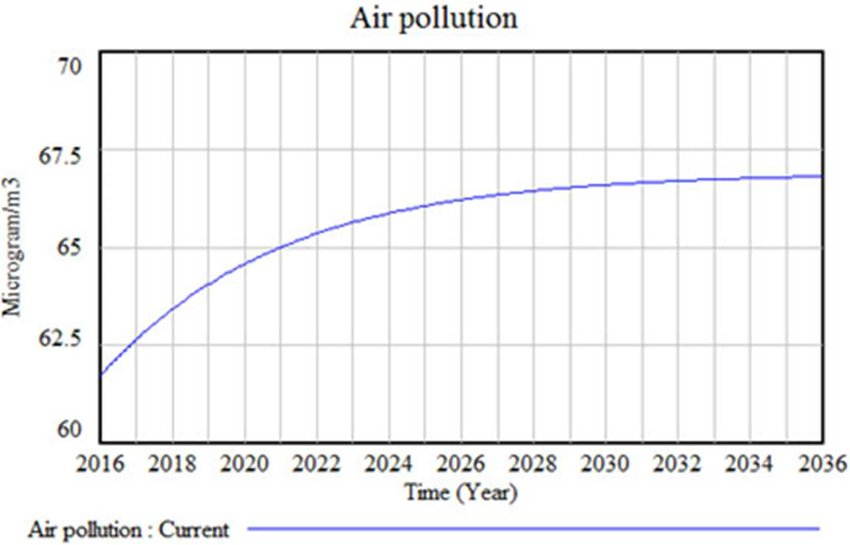 Air pollution
70
67.5
65
62.5
60
Microgram/m3
2016 2018 2020 2022 2024 2026 2028 2030 2032 2034 2036
Time (Year)
Air pollution : Current